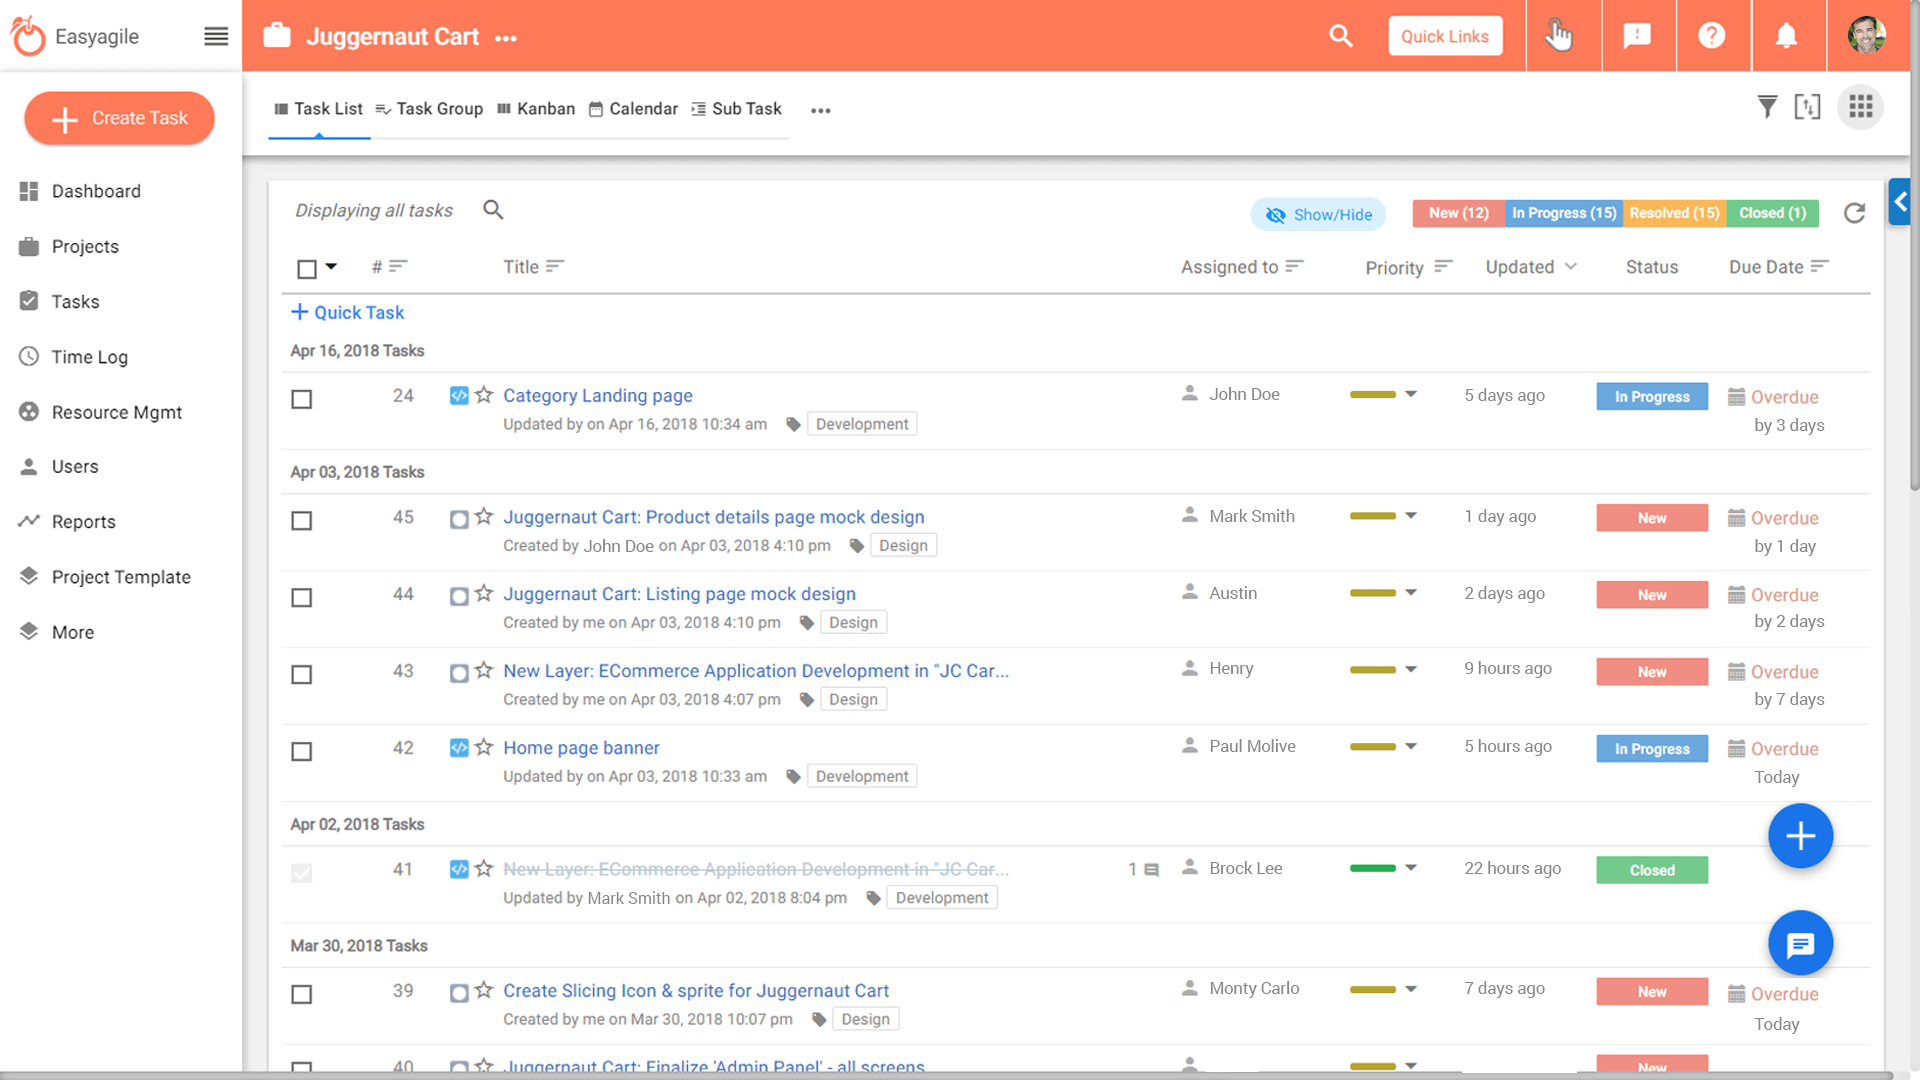 Easyagile
Juggernaut Cart
Quick Links
Create Task
Task List Task Group Kanban Calendar Sub Task
Dashboard
Projects
Tasks
Time Log
Resource Mgmt
Users
Reports
Project Template
More
Displaying all tasks
Show/Hide
New (12) In Progress (15) Resolved (15) Closed (1)
# Title Assigned to Priority Updated Status Due Date
+ Quick Task
Apr 16, 2018 Tasks
24 Category Landing page John Doe 5 days ago In Progress Overdue
Updated by on Apr 16, 2018 10:34 am Development by 3 days
Apr 03, 2018 Tasks
45 Juggernaut Cart: Product details page mock design Mark Smith 1 day ago New Overdue
Created by John Doe on Apr 03, 2018 4:10 pm Design by 1 day
44 Juggernaut Cart: Listing page mock design Austin 2 days ago New Overdue
Created by me on Apr 03, 2018 4:10 pm Design by 2 days
43 New Layer: ECommerce Application Development in "JC Car... Henry 9 hours ago New Overdue
Created by me on Apr 03, 2018 4:07 pm Design by 7 days
42 Home page banner Paul Molive 5 hours ago In Progress Overdue
Updated by on Apr 03, 2018 10:33 am Development Today
Apr 02, 2018 Tasks
41 New Layer: ECommerce Application Development in "JC Car... 1 Brock Lee 22 hours ago Closed
Updated by Mark Smith on Apr 02, 2018 8:04 pm Development
Mar 30, 2018 Tasks
39 Create Slicing Icon & sprite for Juggernaut Cart Monty Carlo 7 days ago New Overdue
Created by me on Mar 30, 2018 10:07 pm Design Today
40 Juggernaut Cart: Finalize 'Admin Panel' - all screens New